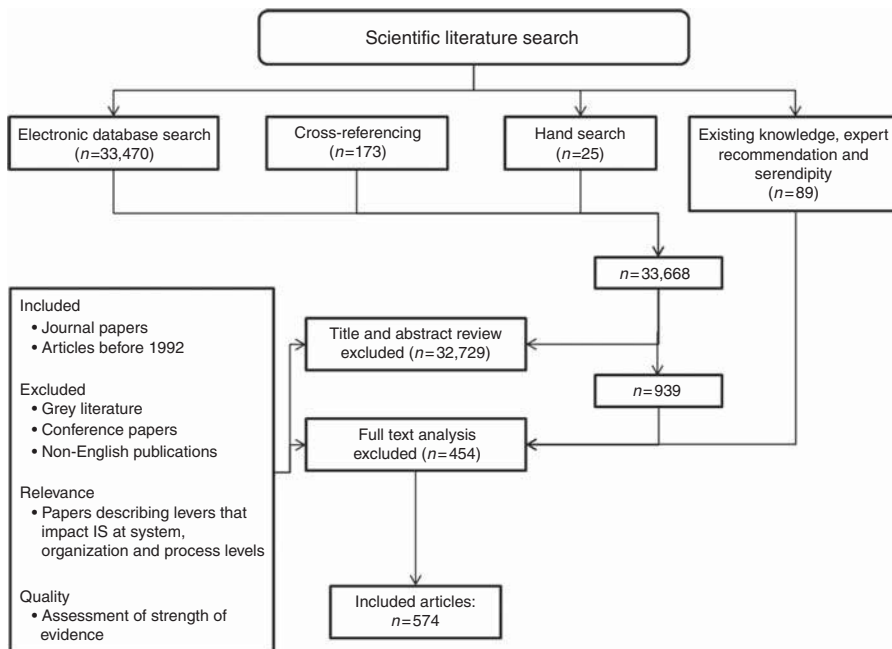 Scientific literature search
Electronic database search
(n=33,470)
Cross-referencing
(n=173)
Hand search
(n=25)
Existing knowledge, expert
recommendation and
serendipity
(n=89)
n=33,668
Included
• Journal papers
• Articles before 1992
Excluded
• Grey literature
• Conference papers
• Non-English publications
Relevance
• Papers describing levers that
impact IS at system,
organization and process levels
Quality
• Assessment of strength of
evidence
Title and abstract review
excluded (n=32,729)
n=939
Full text analysis
excluded (n=454)
Included articles:
n=574